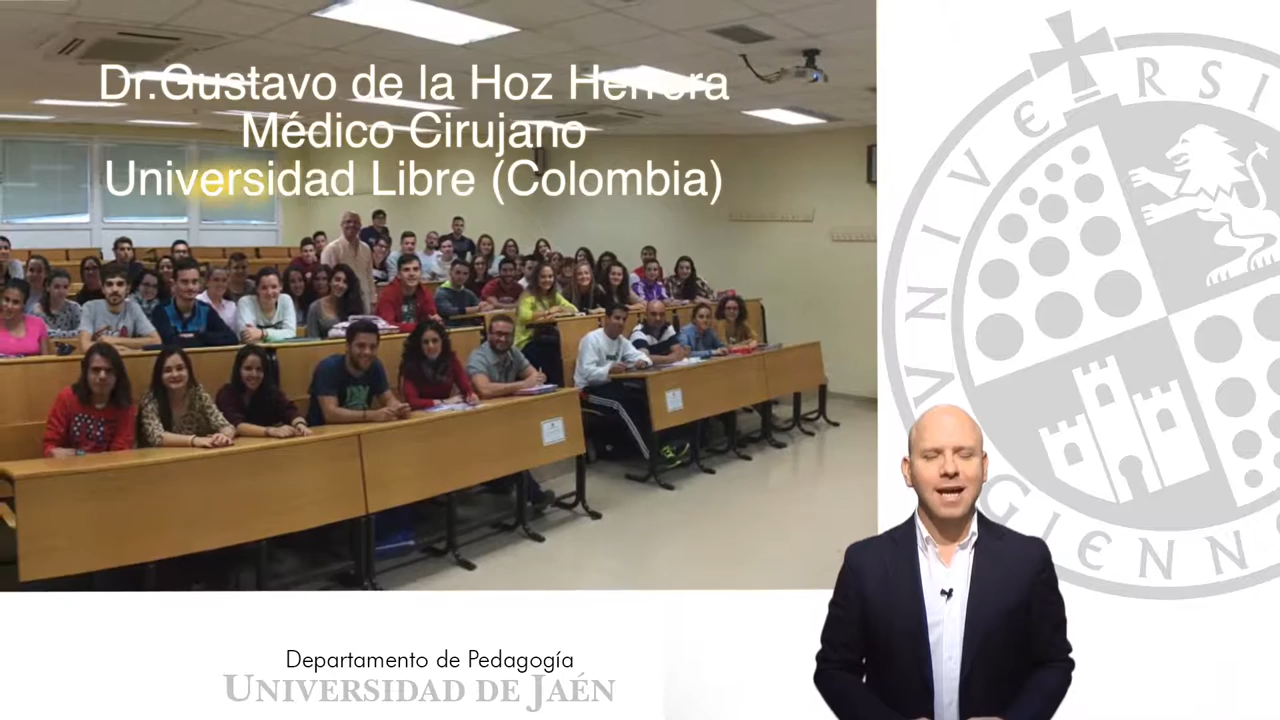 Dr.Gustavo de la Hoz Herrera
Médico Cirujano
Universidad Libre (Colombia)
Departamento de Pedagogía
UNIVERSIDAD DE JAÉN